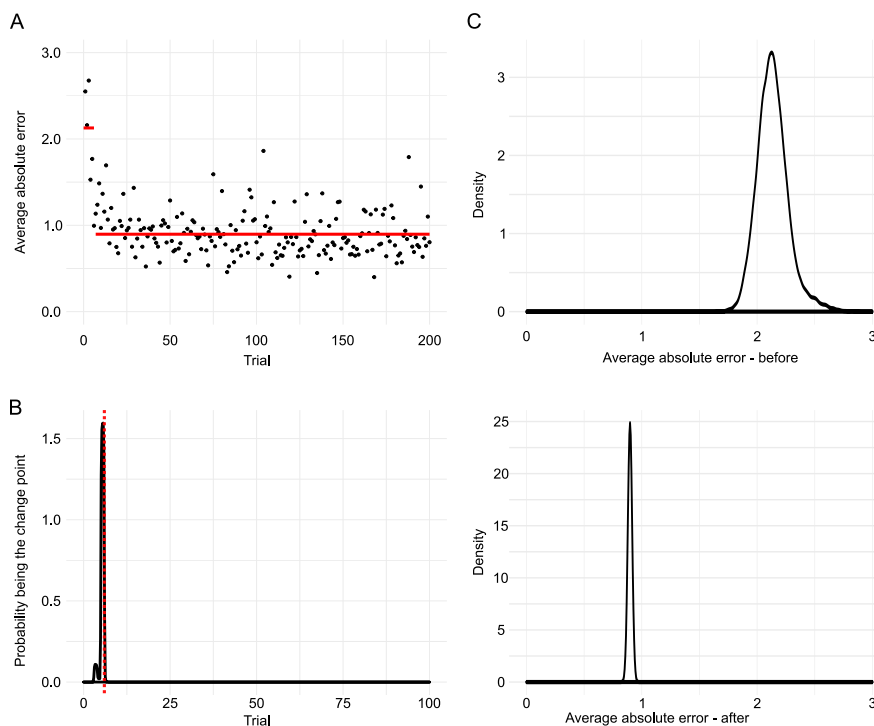 A
Average absolute error
3.0
2.0
1.0
0.0
0 50 100 150 200
Trial
C
Density
3
2
1
0
0 1 2 3
Average absolute error - before
B
Probability being the change point
1.5
1.0
0.5
0.0
0 25 50 75 100
Trial
Density
25
20
15
10
5
0
0 1 2 3
Average absolute error - after